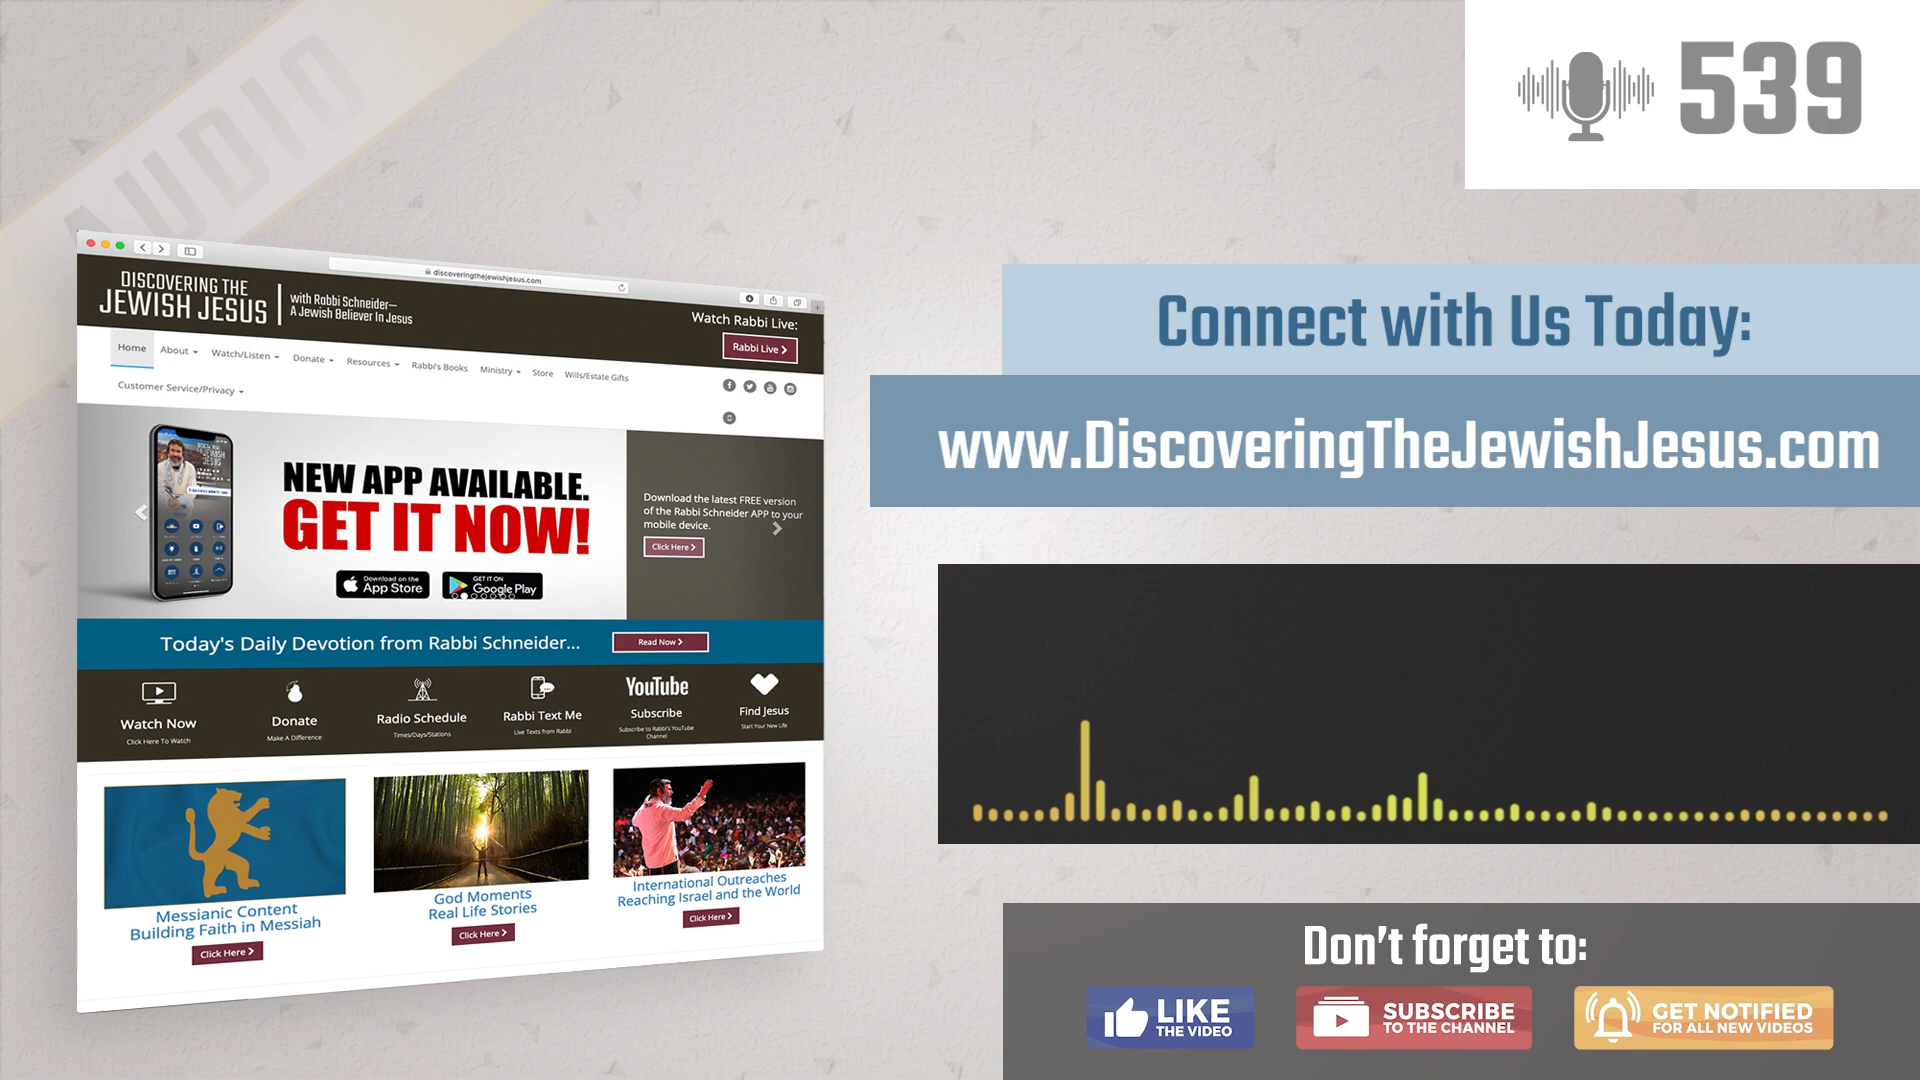 AUDIO
539
discoveringthejewishjesus.com
DISCOVERING THE
JEWISH JESUS
with Rabbi Schneider—
A Jewish Believer In Jesus
Watch Rabbi Live:
Rabbi Live
Home
About
Watch/Listen
Donate
Resources
Rabbi's Books
Ministry
Store
Wills/Estate Gifts
Customer Service/Privacy
NEW APP AVAILABLE.
GET IT NOW!
Download on the
App Store
GET IT ON
Google Play
Download the latest FREE version
of the Rabbi Schneider APP to your
mobile device.
Click Here
Today's Daily Devotion from Rabbi Schneider...
Read Now
Watch Now
Click Here To Watch
Donate
Make A Difference
Radio Schedule
Times/Days/Stations
Rabbi Text Me
Live Texts from Rabbi
YouTube
Subscribe
Subscribe to Rabbi's YouTube
Channel
Find Jesus
Start Your New Life
Messianic Content
Building Faith in Messiah
Click Here
God Moments
Real Life Stories
Click Here
International Outreaches
Reaching Israel and the World
Click Here
Connect with Us Today:
www.DiscoveringTheJewishJesus.com
Don't forget to:
LIKE
THE VIDEO
SUBSCRIBE
TO THE CHANNEL
GET NOTIFIED
FOR ALL NEW VIDEOS